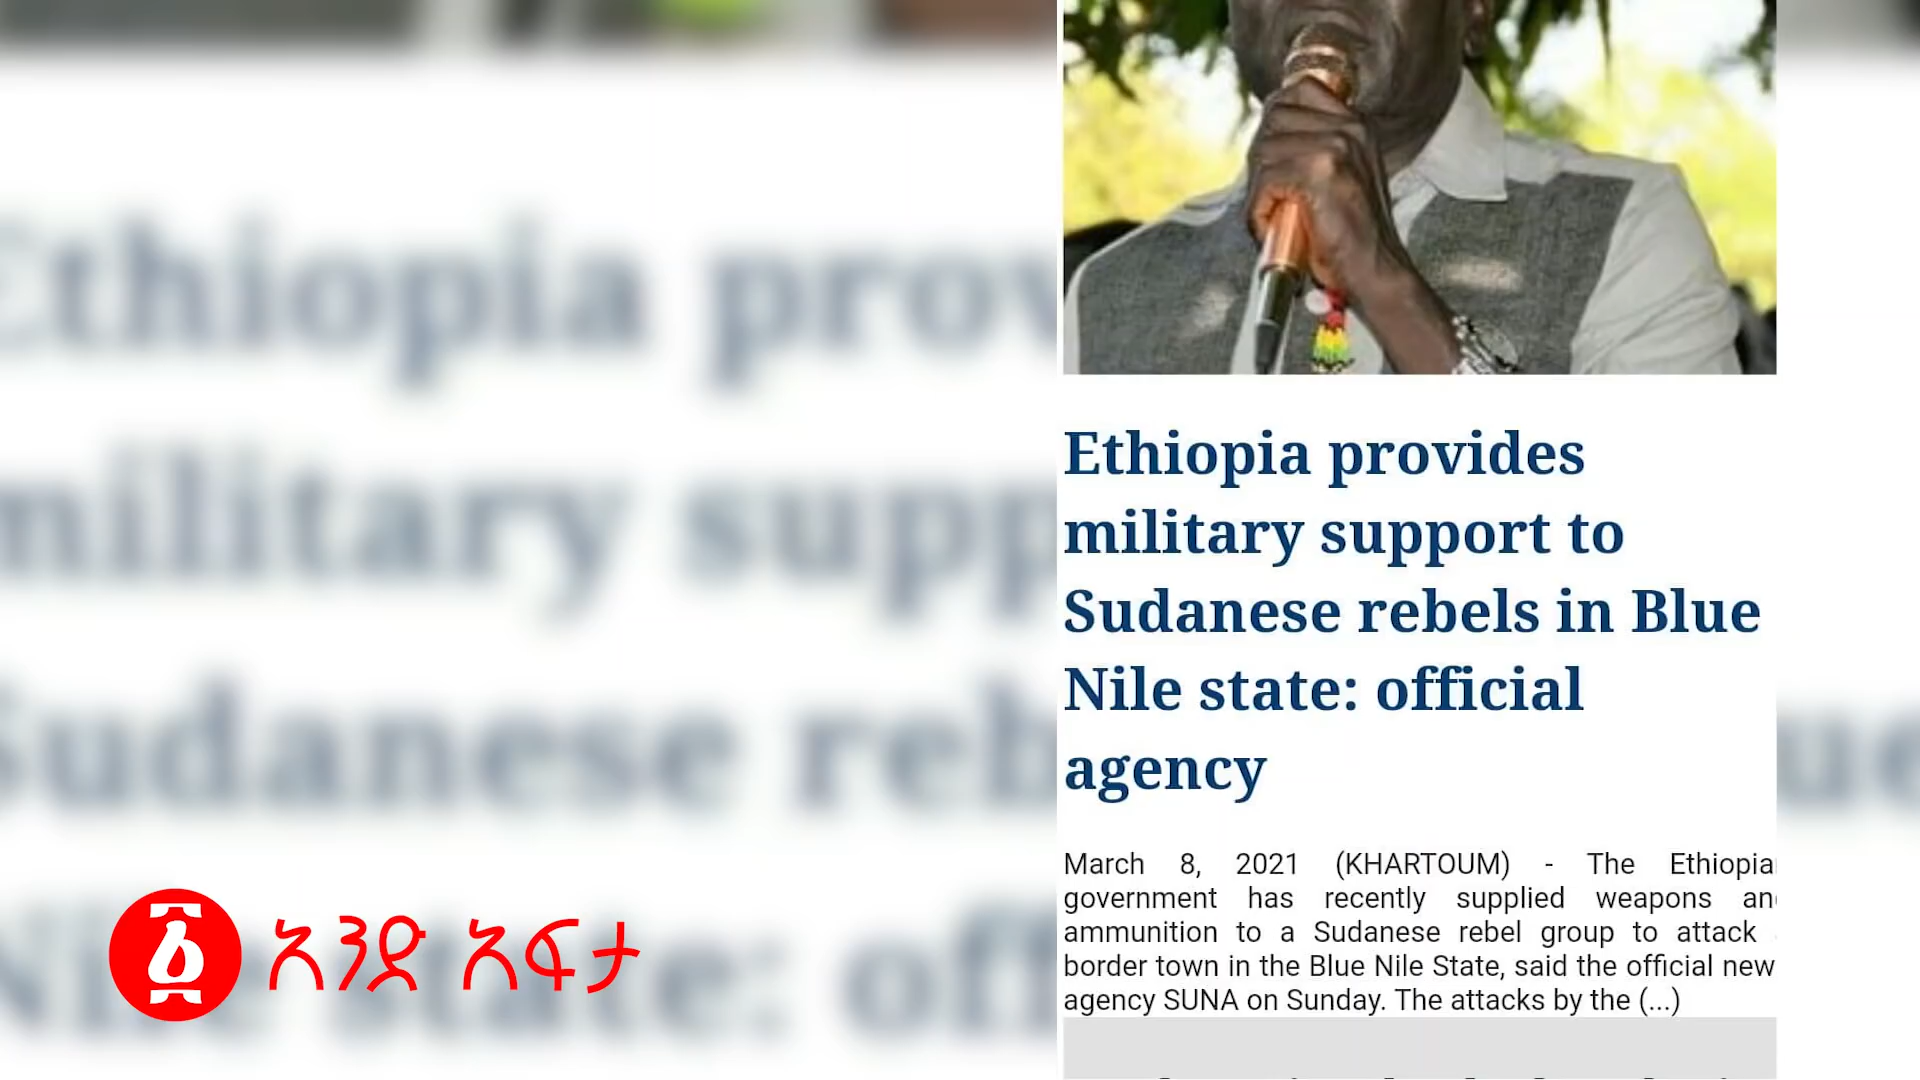 Ethiopia provides
military support to
Sudanese rebels in Blue
Nile state: official
agency
March 8, 2021 (KHARTOUM) - The Ethiopian
government has recently supplied weapons and
ammunition to a Sudanese rebel group to attack
border town in the Blue Nile State, said the official new
agency SUNA on Sunday. The attacks by the (...)
አንድ አፍታ